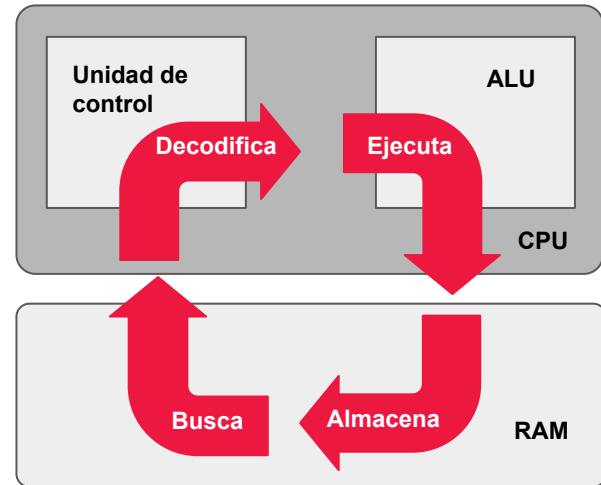 Unidad de
control
ALU
Decodifica
Ejecuta
CPU
Busca
Almacena
RAM